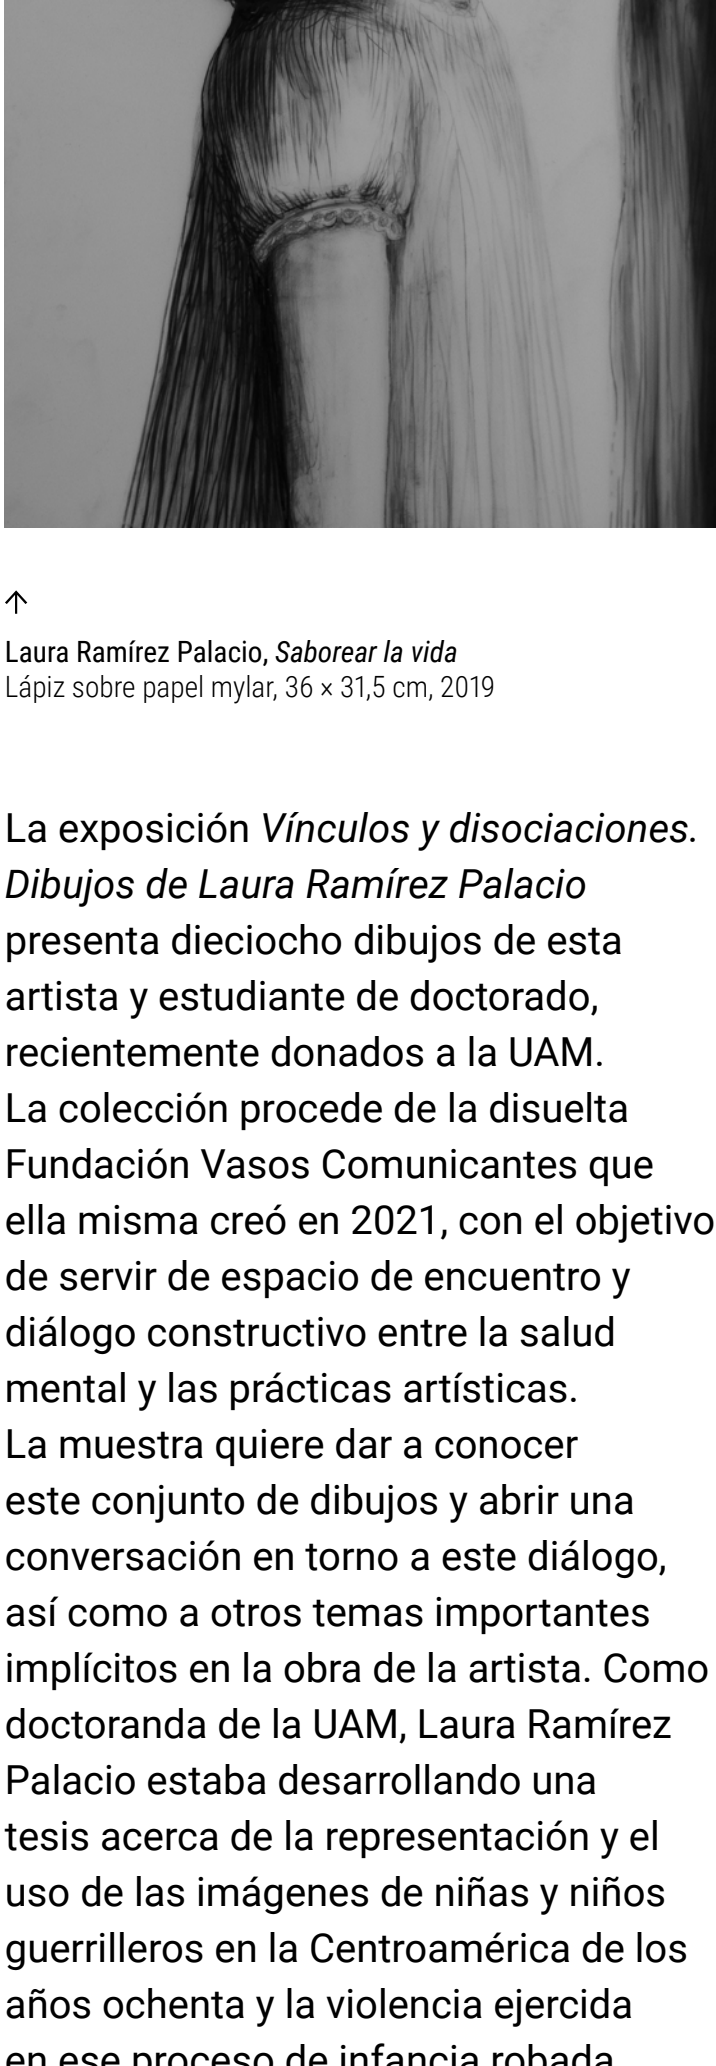 ↑
Laura Ramírez Palacio, Saborear la vida
Lápiz sobre papel mylar, 36 × 31,5 cm, 2019
La exposición Vínculos y disociaciones.
Dibujos de Laura Ramírez Palacio
presenta dieciocho dibujos de esta
artista y estudiante de doctorado,
recientemente donados a la UAM.
La colección procede de la disuelta
Fundación Vasos Comunicantes que
ella misma creó en 2021, con el objetivo
de servir de espacio de encuentro y
diálogo constructivo entre la salud
mental y las prácticas artísticas.
La muestra quiere dar a conocer
este conjunto de dibujos y abrir una
conversación en torno a este diálogo,
así como a otros temas importantes
implícitos en la obra de la artista. Como
doctoranda de la UAM, Laura Ramírez
Palacio estaba desarrollando una
tesis acerca de la representación y el
uso de las imágenes de niñas y niños
guerrilleros en la Centroamérica de los
años ochenta y la violencia ejercida
en ese proceso de infancia robada